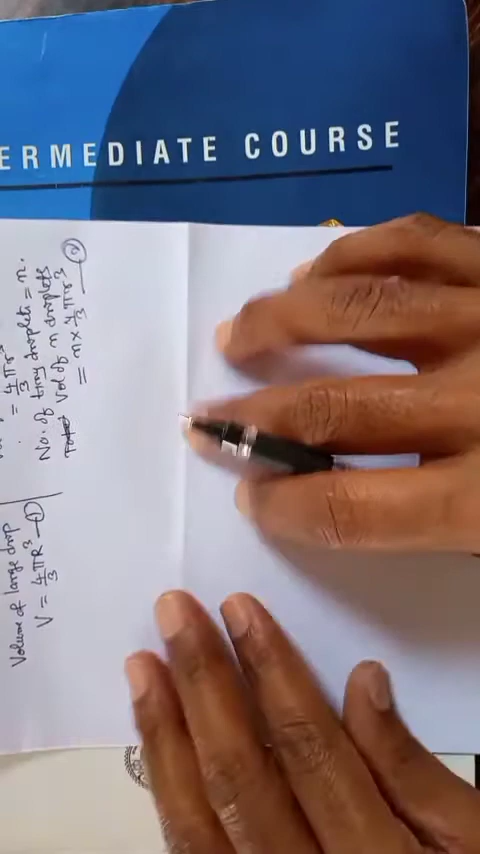 ERMEDIATE COURSE
Volume of large drop
V = 4/3 πR³ — ①
= 4/3 πr³
No. of tiny droplets = n.
Vol of n droplets
= n × 4/3 πr³ — ②